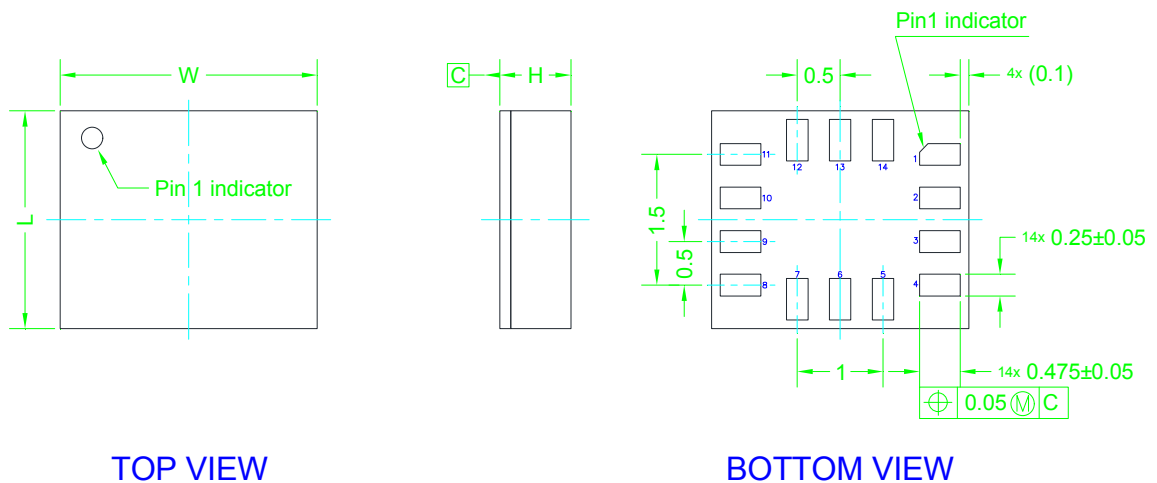 Pin1 indicator
W
C
H
0.5
4x (0.1)
11
12
13
14
1
Pin 1 indicator
10
2
L
1.5
9
3
14x 0.25±0.05
0.5
8
7
6
5
4
1
14x 0.475±0.05
0.05 Ⓜ C
TOP VIEW
BOTTOM VIEW